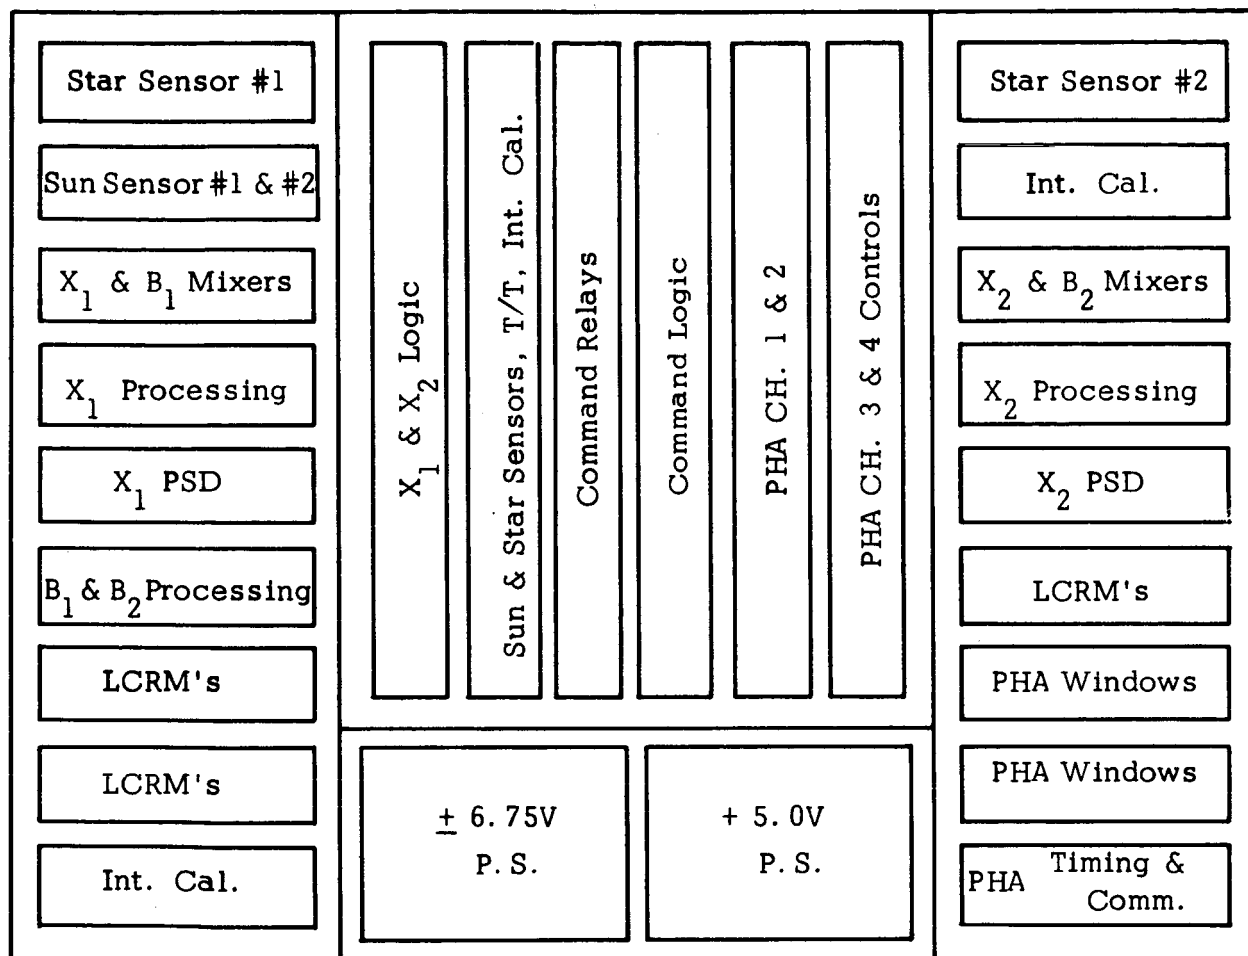 Star Sensor #1
Sun Sensor #1 & #2
X₁ & B₁ Mixers
X₁ Processing
X₁ PSD
B₁ & B₂ Processing
LCRM's
LCRM's
Int. Cal.
X₁ & X₂ Logic
Sun & Star Sensors, T/T, Int. Cal.
Command Relays
Command Logic
PHA CH. 1 & 2
PHA CH. 3 & 4 Controls
± 6.75V
P.S.
+ 5.0V
P.S.
Star Sensor #2
Int. Cal.
X₂ & B₂ Mixers
X₂ Processing
X₂ PSD
LCRM's
PHA Windows
PHA Windows
PHA Timing &
Comm.